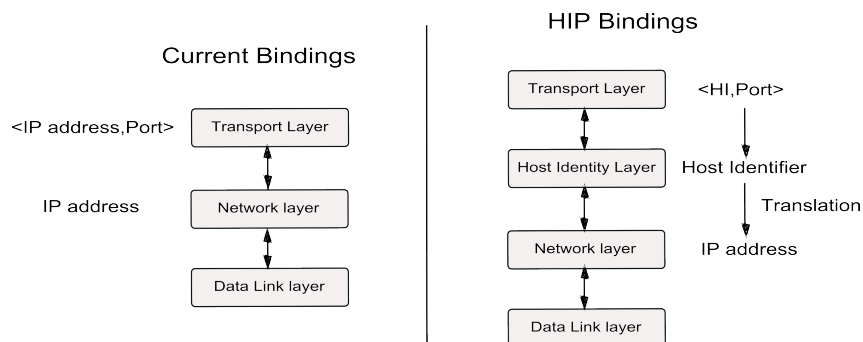 Current Bindings
<IP address,Port>
Transport Layer
IP address
Network layer
Data Link layer
HIP Bindings
Transport Layer
<HI,Port>
Host Identity Layer
Host Identifier
Translation
Network layer
IP address
Data Link layer